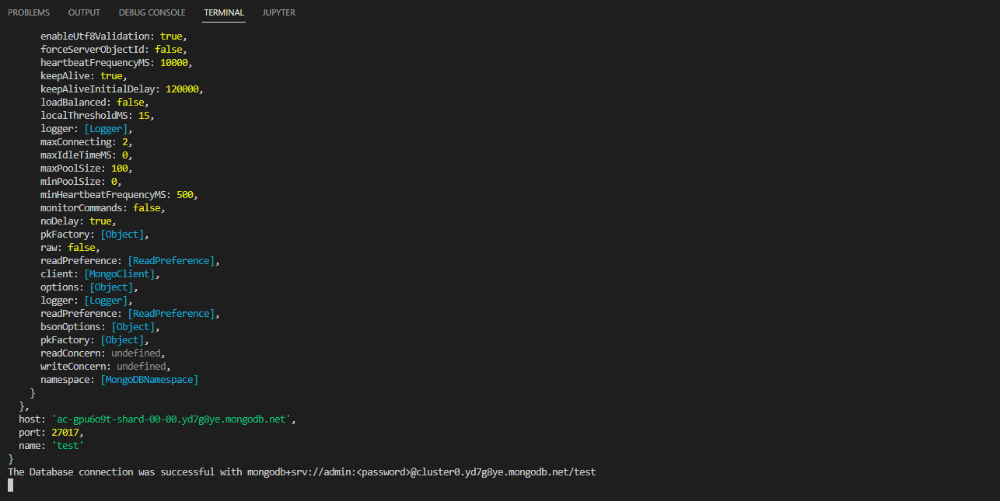 PROBLEMS OUTPUT DEBUG CONSOLE TERMINAL JUPYTER
enableUtf8Validation: true,
forceServerObjectId: false,
heartbeatFrequencyMS: 10000,
keepAlive: true,
keepAliveInitialDelay: 120000,
loadBalanced: false,
localThresholdMS: 15,
logger: [Logger],
maxConnecting: 2,
maxIdleTimeMS: 0,
maxPoolSize: 100,
minPoolSize: 0,
minHeartbeatFrequencyMS: 500,
monitorCommands: false,
noDelay: true,
pkFactory: [Object],
raw: false,
readPreference: [ReadPreference],
client: [MongoClient],
options: [Object],
logger: [Logger],
readPreference: [ReadPreference],
bsonOptions: [Object],
pkFactory: [Object],
readConcern: undefined,
writeConcern: undefined,
namespace: [MongoDBNamespace]
}
},
host: 'ac-gpu6o9t-shard-00-00.yd7g8ye.mongodb.net',
port: 27017,
name: 'test'
}
The Database connection was successful with mongodb+srv://admin:<password>@cluster0.yd7g8ye.mongodb.net/test